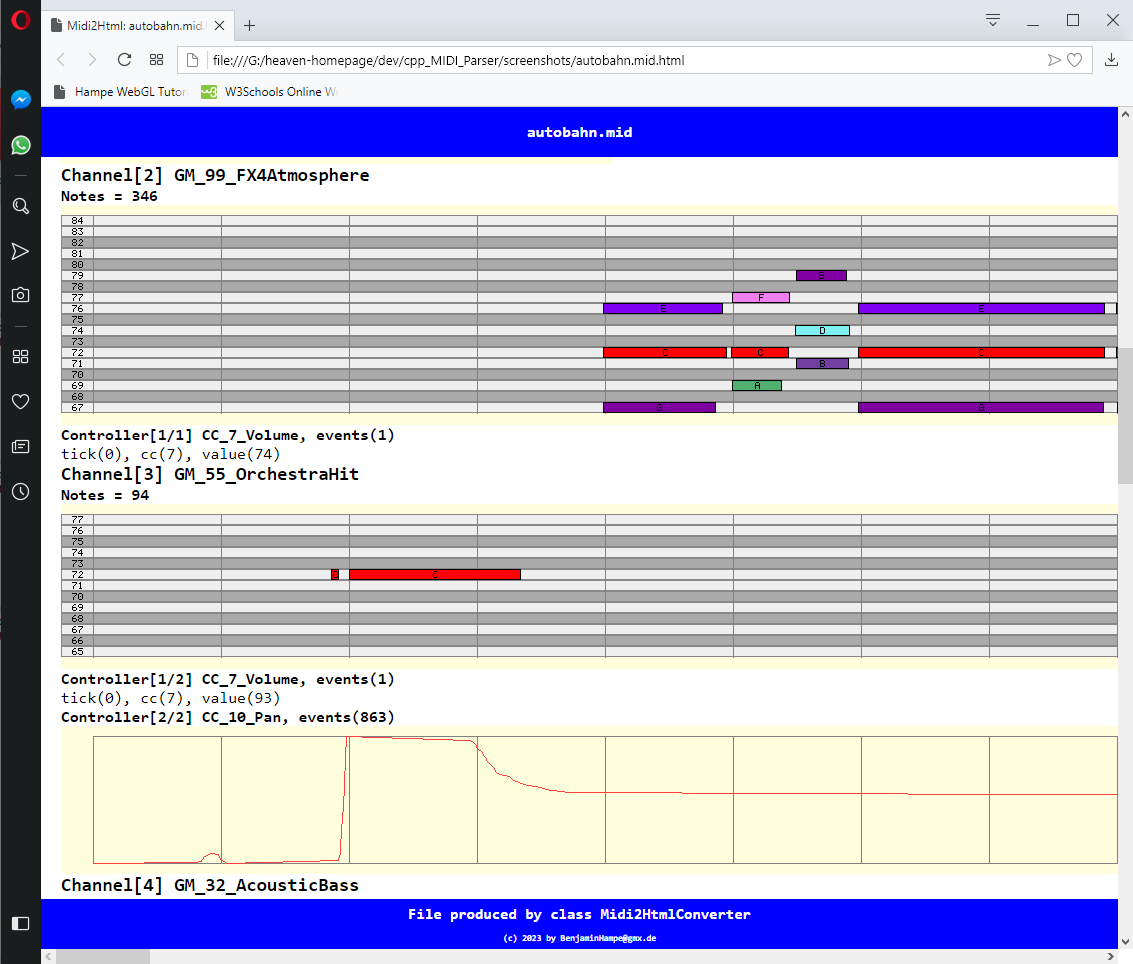 Midi2Html: autobahn.mid.
file:///G:/heaven-homepage/dev/cpp_MIDI_Parser/screenshots/autobahn.mid.html
Hampe WebGL Tutor W3Schools Online W
autobahn.mid
Channel[2] GM_99_FX4Atmosphere
Notes = 346
84
83
82
81
80
79 G
78
77 F
76 E E
75
74 D
73
72 C C C
71 B
70
69 A
68
67 G G
Controller[1/1] CC_7_Volume, events(1)
tick(0), cc(7), value(74)
Channel[3] GM_55_OrchestraHit
Notes = 94
77
76
75
74
73
72 C C
71
70
69
68
67
66
65
Controller[1/2] CC_7_Volume, events(1)
tick(0), cc(7), value(93)
Controller[2/2] CC_10_Pan, events(863)
Channel[4] GM_32_AcousticBass
File produced by class Midi2HtmlConverter
(c) 2023 by BenjaminHampe@gmx.de